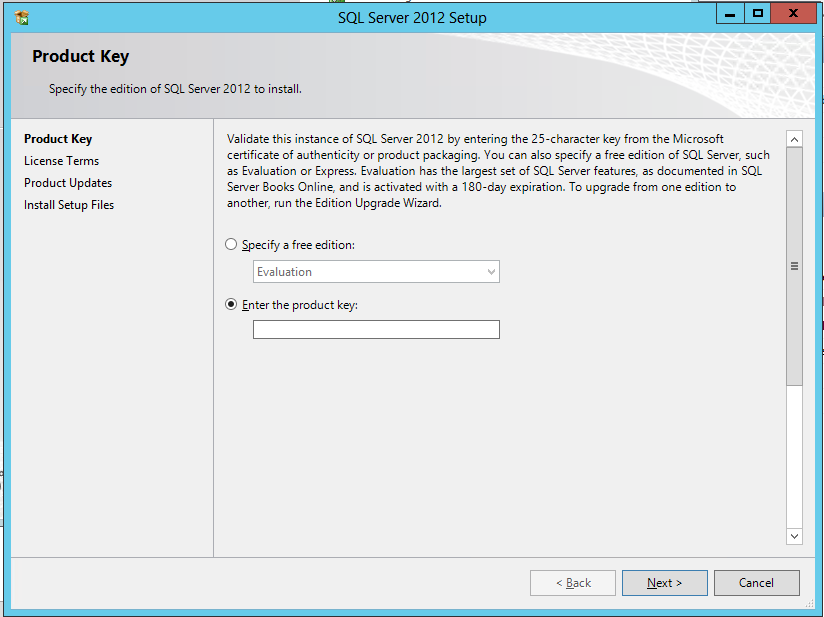 SQL Server 2012 Setup
Product Key
Specify the edition of SQL Server 2012 to install.
Product Key
License Terms
Product Updates
Install Setup Files
Validate this instance of SQL Server 2012 by entering the 25-character key from the Microsoft
certificate of authenticity or product packaging. You can also specify a free edition of SQL Server, such
as Evaluation or Express. Evaluation has the largest set of SQL Server features, as documented in SQL
Server Books Online, and is activated with a 180-day expiration. To upgrade from one edition to
another, run the Edition Upgrade Wizard.
Specify a free edition:
Evaluation
Enter the product key:
< Back
Next >
Cancel